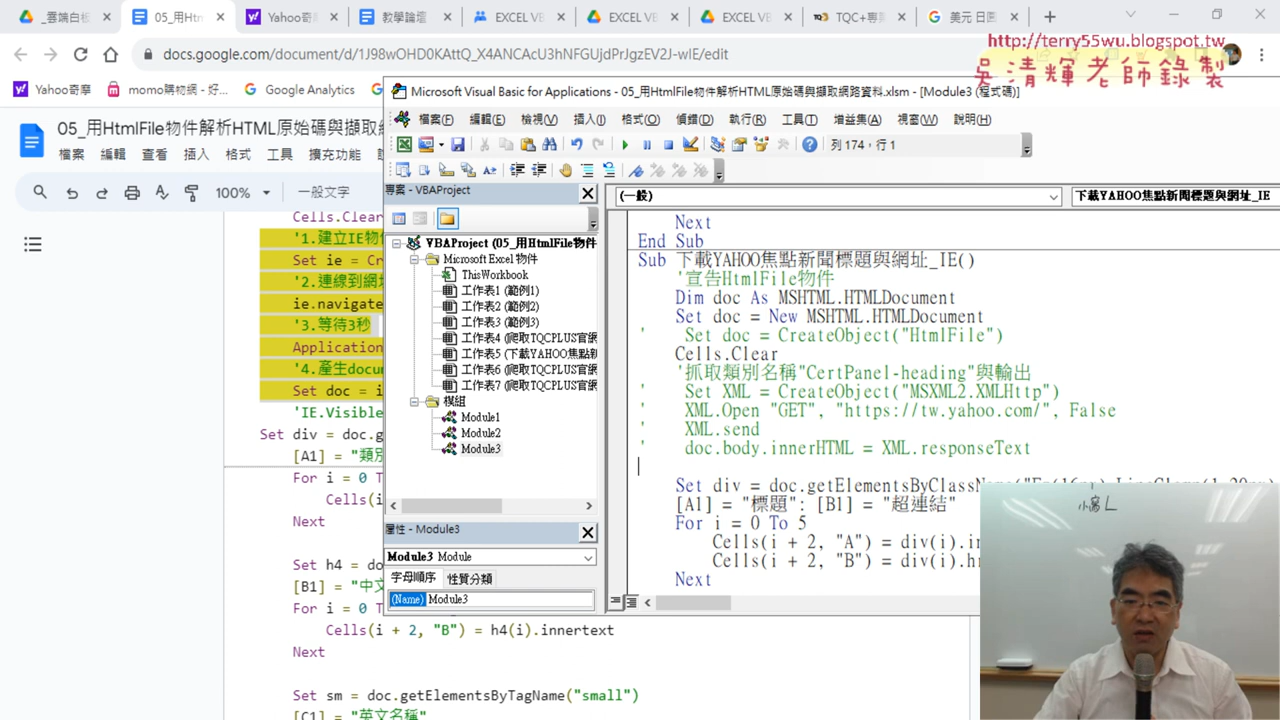 _雲端白板
05_用Htm
Yahoo奇
教學論壇
EXCEL VB
EXCEL VB
EXCEL VB
TQC+專
美元 日圓
docs.google.com/document/d/1J98wOHD0KAttQ_X4ANCAcU3hNFGUjdPrJgzEV2J-wIE/edit
http://terry55wu.blogspot.tw
吳清輝老師錄製
Yahoo奇摩
momo購物網 - 好...
Google Analytics
05_用HtmlFile物件解析HTML原始碼與擷取
檔案 編輯 查看 插入 格式 工具 擴充功能
100%
一般文字
Cells.Clear
'1.建立IE物件
Set ie = Cr
'2.連線到網
ie.navigate
'3.等待3秒
Application
'4.產生docu
Set doc = i
'IE.Visible
Set div = doc.g
[A1] = "類別
For i = 0 T
Cells(i
Next
Set h4 = do
[B1] = "中文
For i = 0 T
Cells(i + 2, "B") = h4(i).innertext
Next
Set sm = doc.getElementsByTagName("small")
[C1] = "英文名稱"
Microsoft Visual Basic for Applications - 05_用HtmlFile物件解析HTML原始碼與擷取網路資料.xlsm - [Module3 (程式碼)]
檔案(F) 編輯(E) 檢視(V) 插入(I) 格式(O) 偵錯(D) 執行(R) 工具(T) 增益集(A) 視窗(W) 說明(H)
列 174，行 1
專案 - VBAProject
VBAProject (05_用HtmlFile物件
Microsoft Excel 物件
ThisWorkbook
工作表1 (範例1)
工作表2 (範例2)
工作表3 (範例3)
工作表4 (爬取TQCPLUS官網
工作表5 (下載YAHOO焦點新
工作表6 (爬取TQCPLUS官網
工作表7 (爬取TQCPLUS官網
模組
Module1
Module2
Module3
屬性 - Module3
Module3 Module
字母順序 性質分類
(Name) Module3
(一般)
下載YAHOO焦點新聞標題與網址_IE
Next
End Sub
Sub 下載YAHOO焦點新聞標題與網址_IE()
'宣告HtmlFile物件
Dim doc As MSHTML.HTMLDocument
Set doc = New MSHTML.HTMLDocument
' Set doc = CreateObject("HtmlFile")
Cells.Clear
'抓取類別名稱"CertPanel-heading"與輸出
' Set XML = CreateObject("MSXML2.XMLHttp")
' XML.Open "GET", "https://tw.yahoo.com/", False
' XML.send
' doc.body.innerHTML = XML.responseText
Set div = doc.getElementsByClassName("Fz(16px) LineClamp(1,20px)
[A1] = "標題": [B1] = "超連結"
For i = 0 To 5
Cells(i + 2, "A") = div(i).in
Cells(i + 2, "B") = div(i).hr
Next